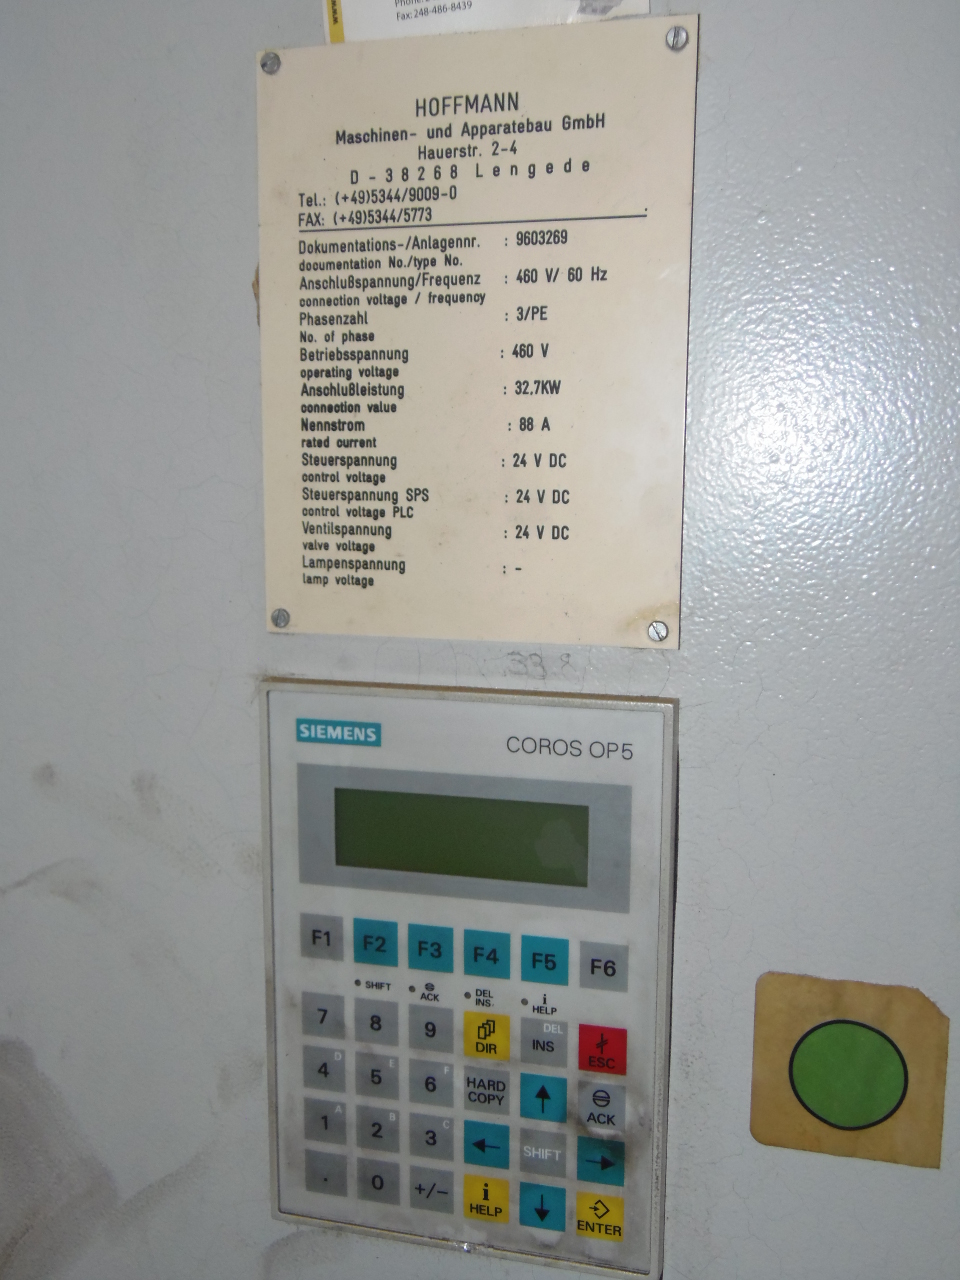 Fax: 248-486-8439
HOFFMANN
Maschinen- und Apparatebau GmbH
Hauerstr. 2-4
D - 3 8 2 6 8 L e n g e d e
Tel.: (+49)5344/9009-0
FAX: (+49)5344/5773
Dokumentations-/Anlagennr. : 9603269
documentation No./type No.
Anschlußspannung/Frequenz : 460 V/ 60 Hz
connection voltage / frequency
Phasenzahl : 3/PE
No. of phase
Betriebsspannung : 460 V
operating voltage
Anschlußleistung : 32,7KW
connection value
Nennstrom : 88 A
rated current
Steuerspannung : 24 V DC
control voltage
Steuerspannung SPS : 24 V DC
control voltage PLC
Ventilspannung : 24 V DC
valve voltage
Lampenspannung : -
lamp voltage
SIEMENS
COROS OP5
F1 F2 F3 F4 F5 F6
SHIFT ACK DEL INS HELP
7 8 9 DIR DEL INS ESC
4 D 5 E 6 F HARD COPY ↑ ACK
1 A 2 B 3 C ← SHIFT →
. 0 +/- i HELP ↓ ENTER